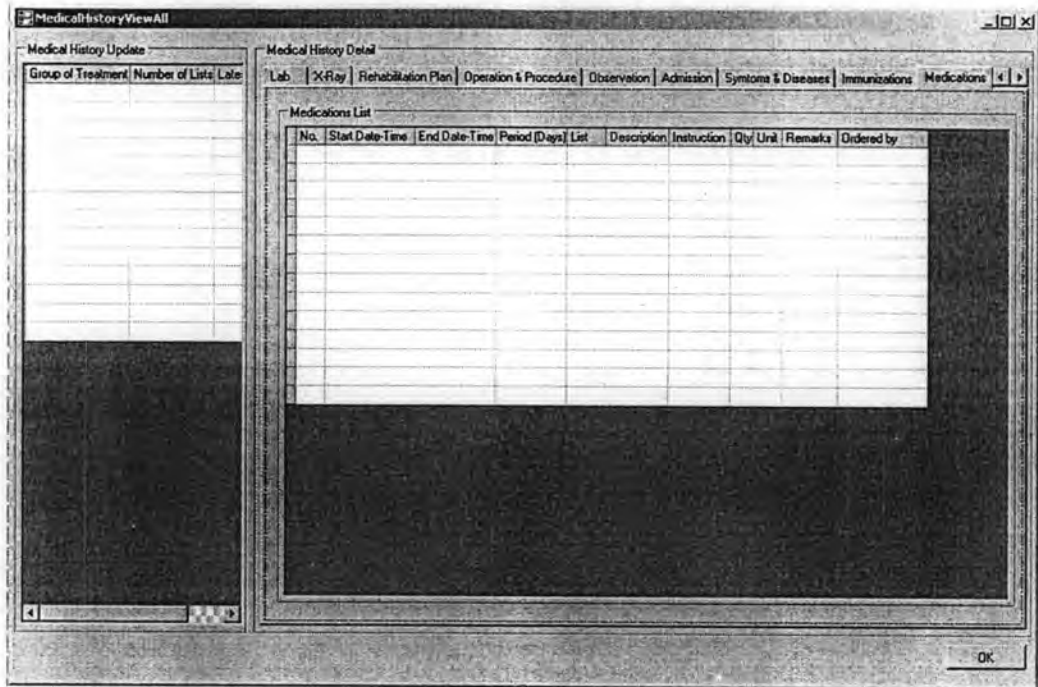 MedicalHistoryViewAll
Medical History Update
Group of Treatment Number of Lists Late
Medical History Detail
Lab X-Ray Rehabilitation Plan Operation & Procedure Observation Admission Symtoms & Diseases Immunizations Medications
Medications List
No. Start Date-Time End Date-Time Period (Days) List Description Instruction Qty Unit Remarks Ordered by
OK